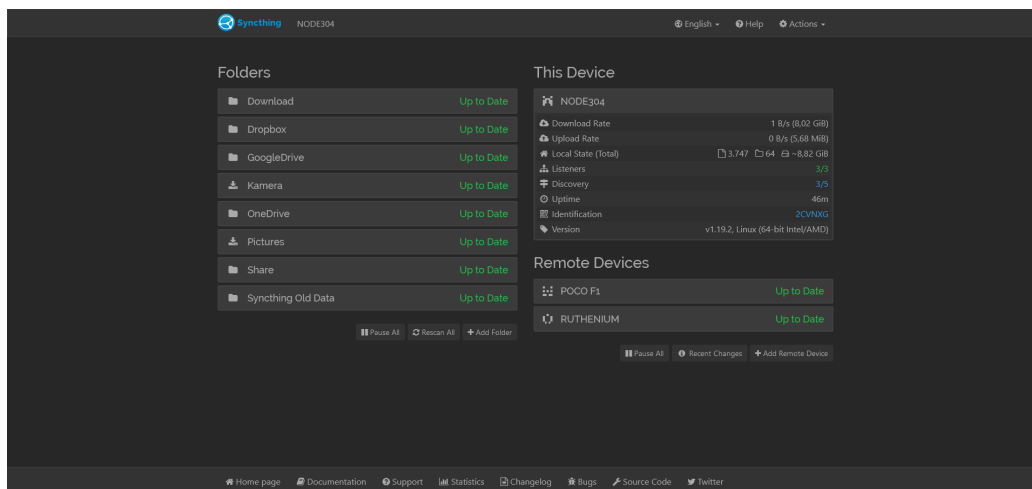 Syncthing NODE304 English Help Actions
Folders
Download Up to Date
Dropbox Up to Date
GoogleDrive Up to Date
Kamera Up to Date
OneDrive Up to Date
Pictures Up to Date
Share Up to Date
Syncthing Old Data Up to Date
Pause All Rescan All Add Folder
This Device
NODE304
Download Rate 1 B/s (8,02 GiB)
Upload Rate 0 B/s (5,68 MiB)
Local State (Total) 3.747 64 ~8,82 GiB
Listeners 3/3
Discovery 3/5
Uptime 46m
Identification 2CVNXG
Version v1.19.2, Linux (64-bit Intel/AMD)
Remote Devices
POCO F1 Up to Date
RUTHENIUM Up to Date
Pause All Recent Changes Add Remote Device
Home page Documentation Support Statistics Changelog Bugs Source Code Twitter